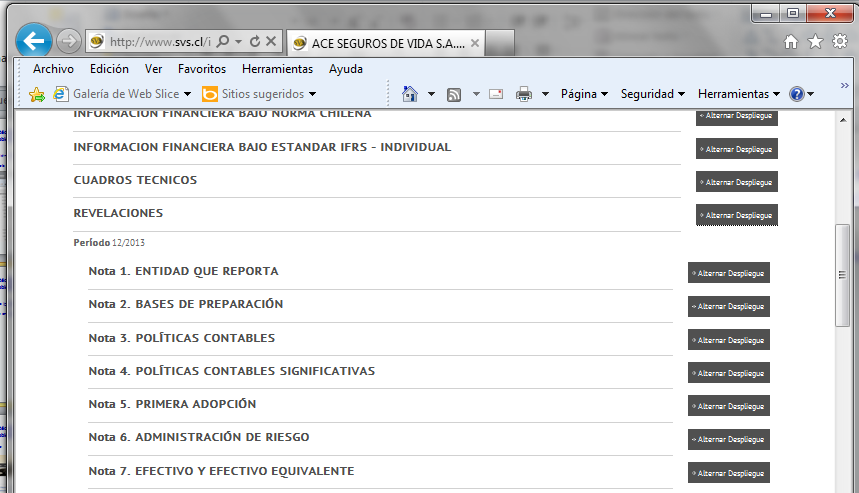 http://www.svs.cl/i
ACE SEGUROS DE VIDA S.A....
Archivo Edición Ver Favoritos Herramientas Ayuda
Galería de Web Slice Sitios sugeridos Página Seguridad Herramientas
INFORMACION FINANCIERA BAJO NORMA CHILENA Alternar Despliegue
INFORMACION FINANCIERA BAJO ESTANDAR IFRS - INDIVIDUAL Alternar Despliegue
CUADROS TECNICOS Alternar Despliegue
REVELACIONES Alternar Despliegue
Período 12/2013
Nota 1. ENTIDAD QUE REPORTA Alternar Despliegue
Nota 2. BASES DE PREPARACIÓN Alternar Despliegue
Nota 3. POLÍTICAS CONTABLES Alternar Despliegue
Nota 4. POLÍTICAS CONTABLES SIGNIFICATIVAS Alternar Despliegue
Nota 5. PRIMERA ADOPCIÓN Alternar Despliegue
Nota 6. ADMINISTRACIÓN DE RIESGO Alternar Despliegue
Nota 7. EFECTIVO Y EFECTIVO EQUIVALENTE Alternar Despliegue